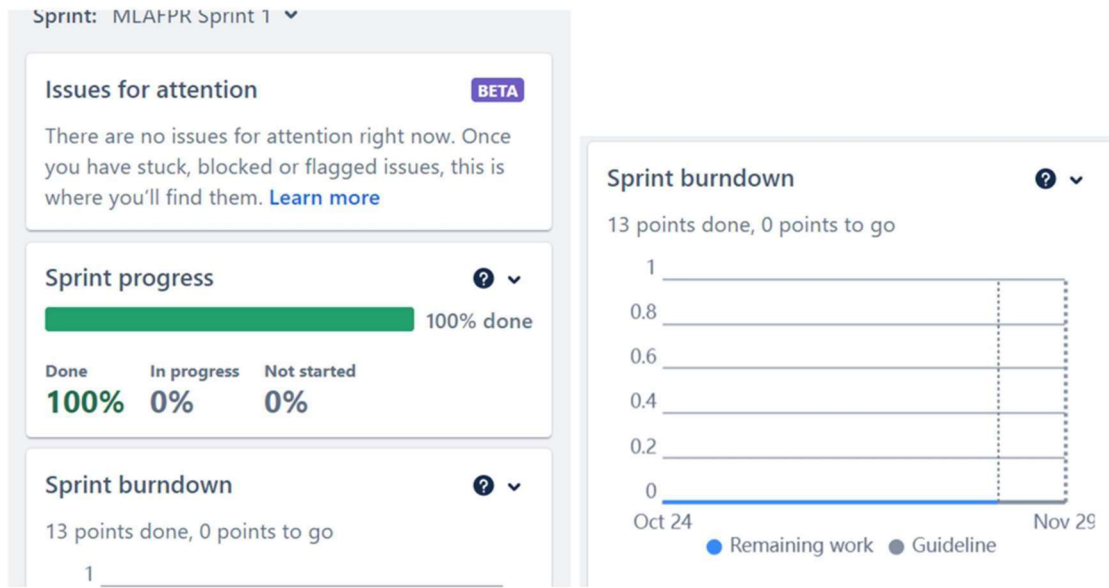 Sprint: MLAFPR Sprint 1
Issues for attention
BETA
There are no issues for attention right now. Once
you have stuck, blocked or flagged issues, this is
where you'll find them. Learn more
Sprint progress
100% done
Done In progress Not started
100% 0% 0%
Sprint burndown
13 points done, 0 points to go
1
Sprint burndown
13 points done, 0 points to go
1
0.8
0.6
0.4
0.2
0
Oct 24 Nov 29
Remaining work Guideline